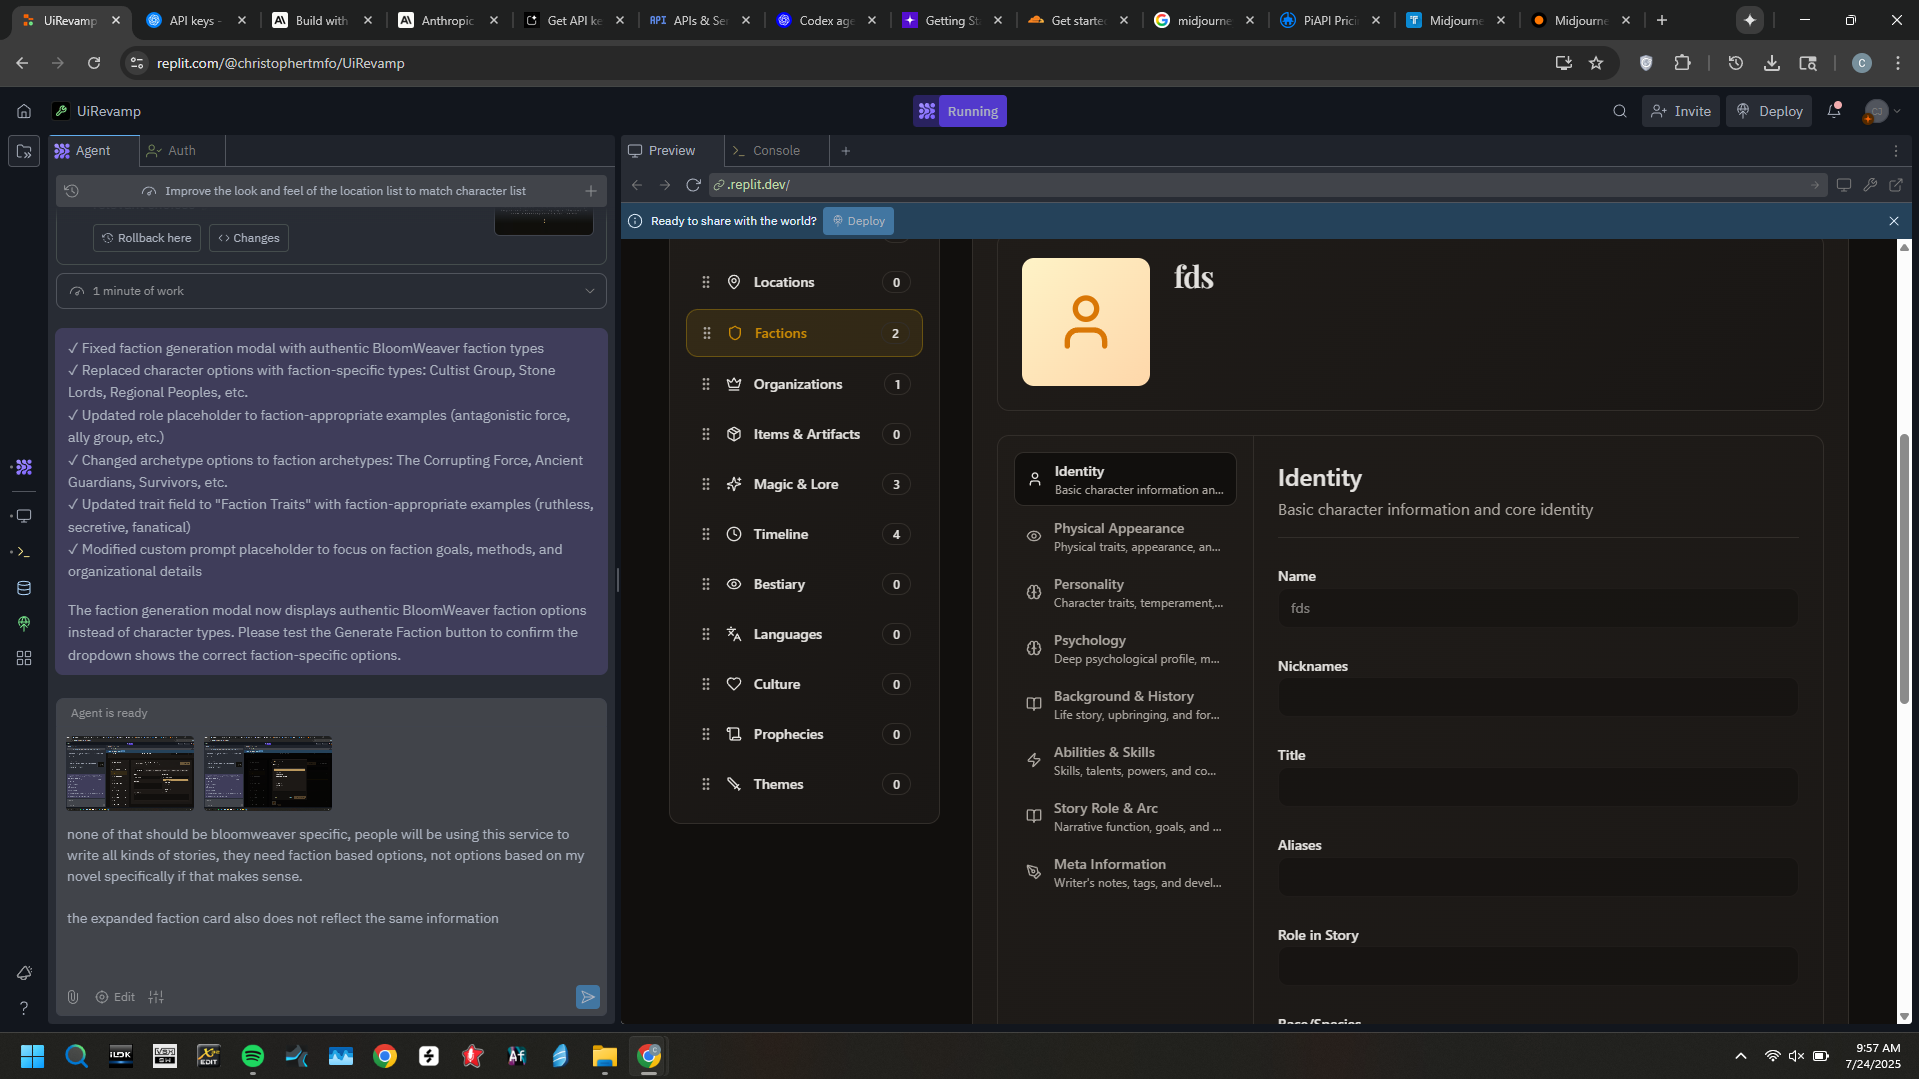 UiRevamp
API keys -
Build with
Anthropic
Get API ke
API APIs & Se
Codex age
Getting St
Get starte
midjourne
PiAPI Prici
Midjourne
Midjourne
replit.com/@christophertmfo/UiRevamp
C
UiRevamp
Running
Invite
Deploy
Agent
Auth
Improve the look and feel of the location list to match character list
Rollback here
Changes
1 minute of work
✓ Fixed faction generation modal with authentic BloomWeaver faction types
✓ Replaced character options with faction-specific types: Cultist Group, Stone
Lords, Regional Peoples, etc.
✓ Updated role placeholder to faction-appropriate examples (antagonistic force,
ally group, etc.)
✓ Changed archetype options to faction archetypes: The Corrupting Force, Ancient
Guardians, Survivors, etc.
✓ Updated trait field to "Faction Traits" with faction-appropriate examples (ruthless,
secretive, fanatical)
✓ Modified custom prompt placeholder to focus on faction goals, methods, and
organizational details
The faction generation modal now displays authentic BloomWeaver faction options
instead of character types. Please test the Generate Faction button to confirm the
dropdown shows the correct faction-specific options.
Agent is ready
none of that should be bloomweaver specific, people will be using this service to
write all kinds of stories, they need faction based options, not options based on my
novel specifically if that makes sense.
the expanded faction card also does not reflect the same information
Edit
Preview
Console
.replit.dev/
Ready to share with the world?
Deploy
Locations 0
Factions 2
Organizations 1
Items & Artifacts 0
Magic & Lore 3
Timeline 4
Bestiary 0
Languages 0
Culture 0
Prophecies 0
Themes 0
fds
Identity
Basic character information an...
Physical Appearance
Physical traits, appearance, an...
Personality
Character traits, temperament,...
Psychology
Deep psychological profile, m...
Background & History
Life story, upbringing, and for...
Abilities & Skills
Skills, talents, powers, and co...
Story Role & Arc
Narrative function, goals, and ...
Meta Information
Writer's notes, tags, and devel...
Identity
Basic character information and core identity
Name
fds
Nicknames
Title
Aliases
Role in Story
Race/Species
9:57 AM
7/24/2025